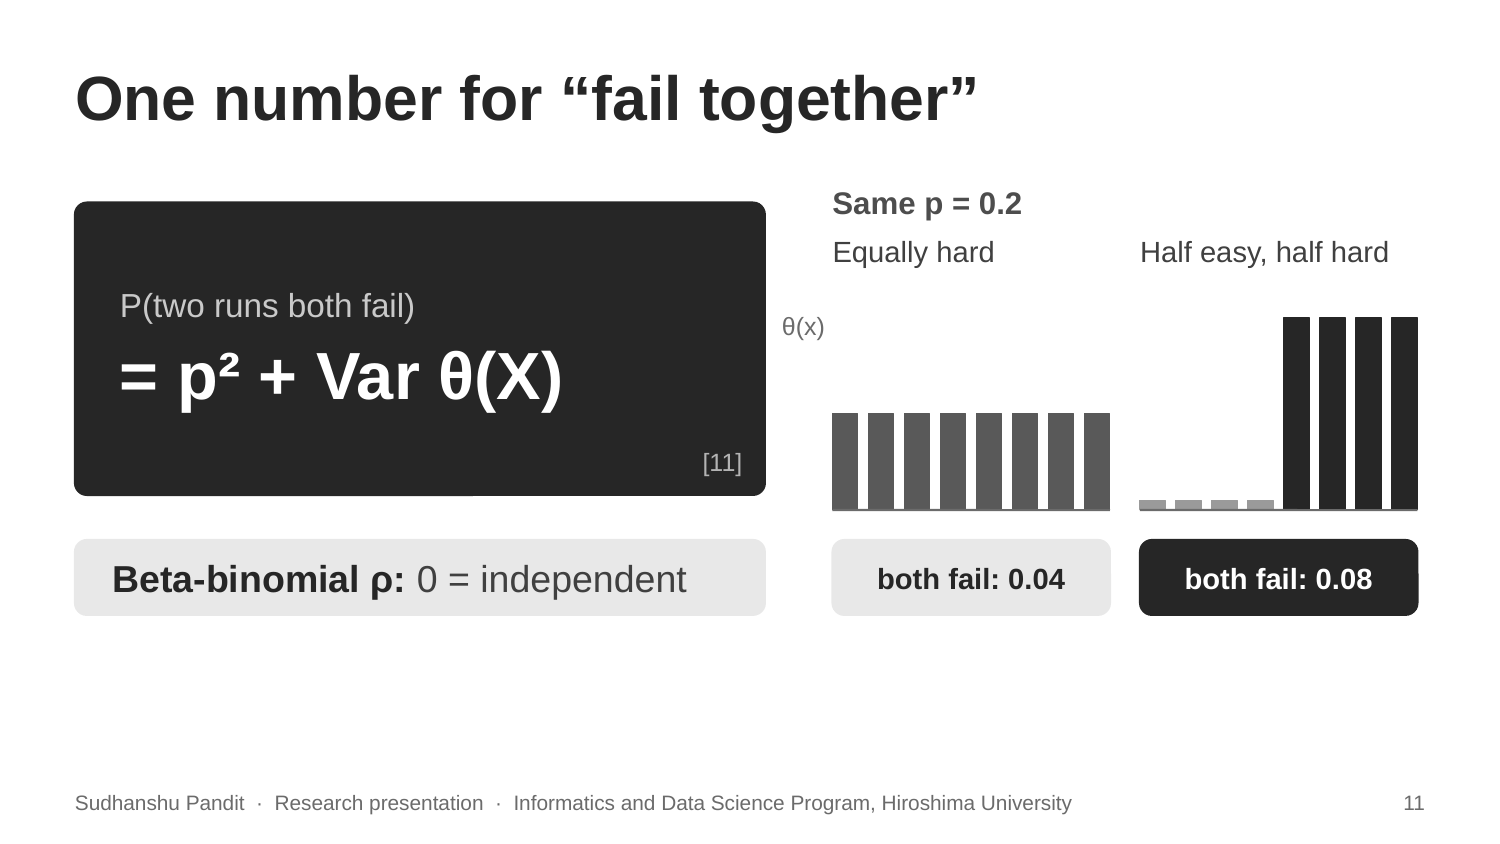 One number for “fail together”
P(two runs both fail)
= p² + Var θ(X)
[11]
Beta-binomial ρ: 0 = independent
Same p = 0.2
Equally hard
Half easy, half hard
θ(x)
both fail: 0.04
both fail: 0.08
Sudhanshu Pandit · Research presentation · Informatics and Data Science Program, Hiroshima University
11